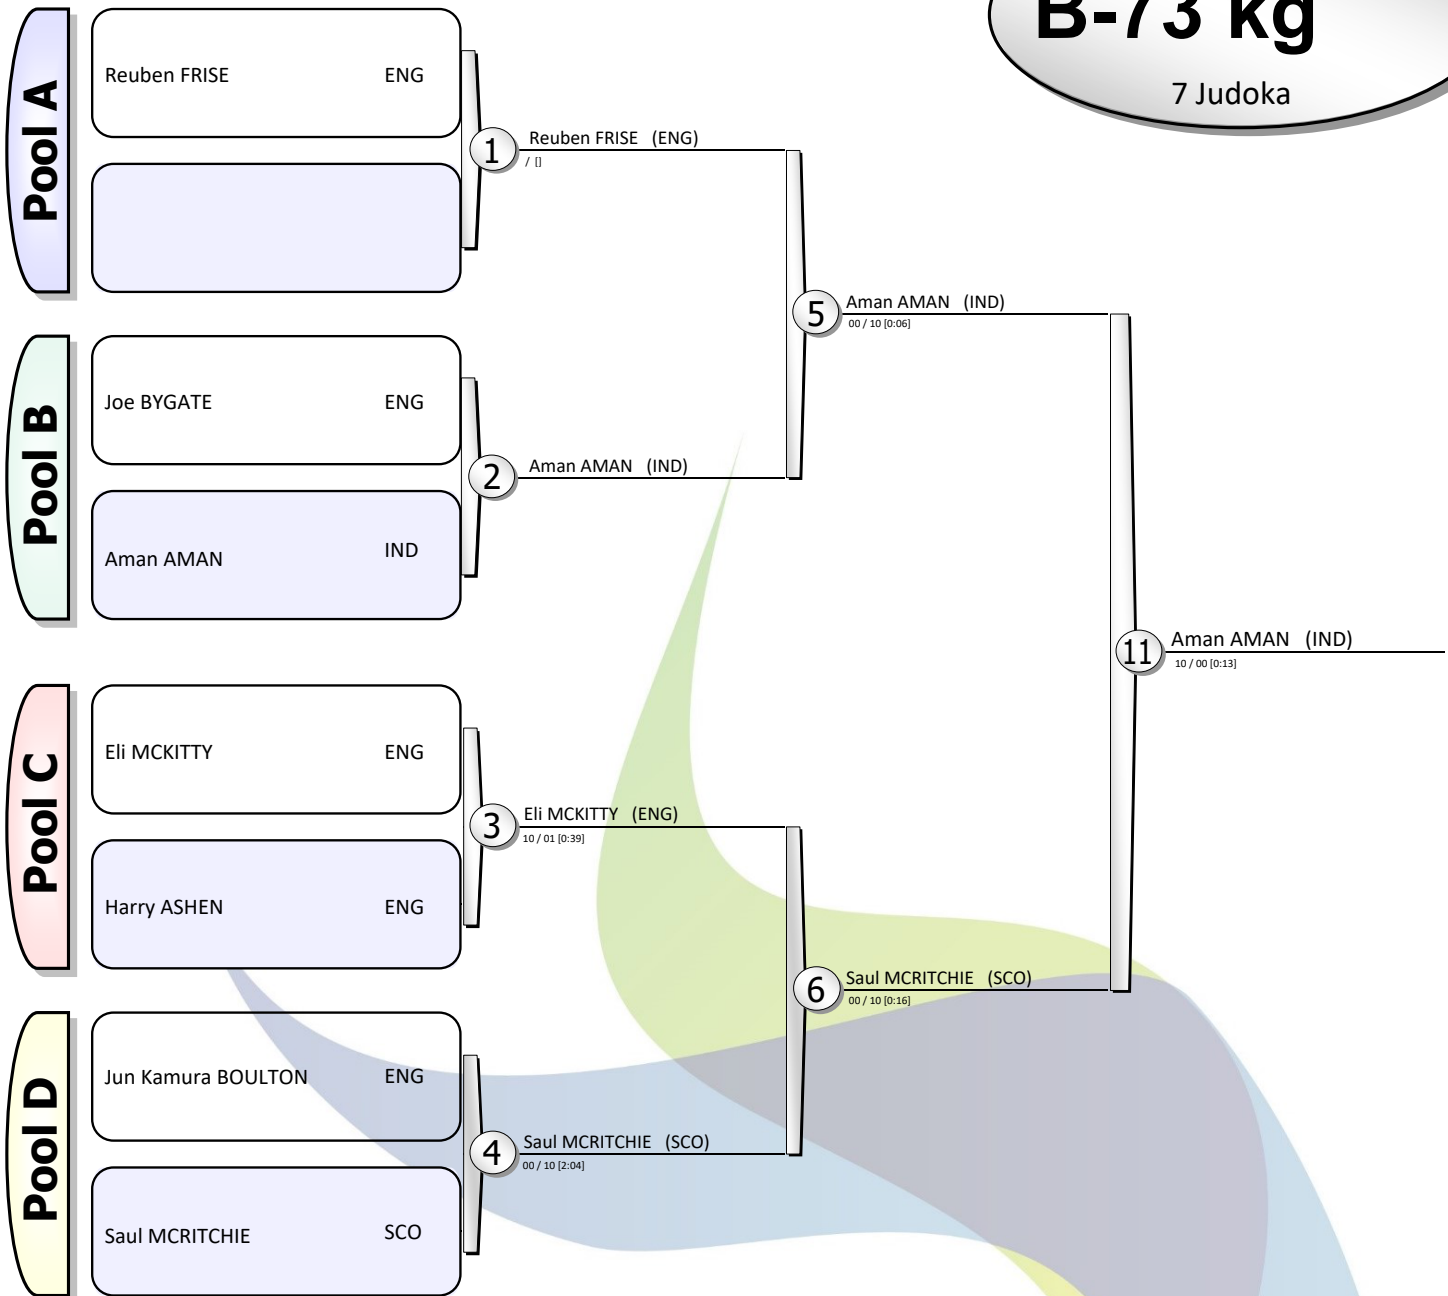 B-73 kg
7 Judoka
Pool A
Reuben FRISE ENG
1
Reuben FRISE (ENG)
/ []
Pool B
Joe BYGATE ENG
Aman AMAN IND
2
Aman AMAN (IND)
5
Aman AMAN (IND)
00 / 10 [0:06]
Pool C
Eli MCKITTY ENG
Harry ASHEN ENG
3
Eli MCKITTY (ENG)
10 / 01 [0:39]
Pool D
Jun Kamura BOULTON ENG
Saul MCRITCHIE SCO
4
Saul MCRITCHIE (SCO)
00 / 10 [2:04]
6
Saul MCRITCHIE (SCO)
00 / 10 [0:16]
11
Aman AMAN (IND)
10 / 00 [0:13]